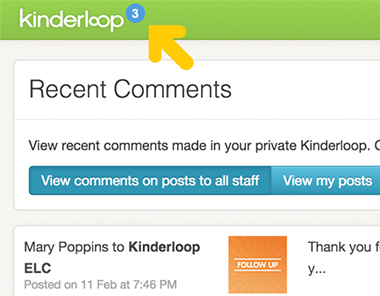 kinderloop 3
Recent Comments
View recent comments made in your private Kinderloop. C
View comments on posts to all staff View my posts
Mary Poppins to Kinderloop
ELC
Posted on 11 Feb at 7:46 PM
FOLLOW UP
Thank you f
y...